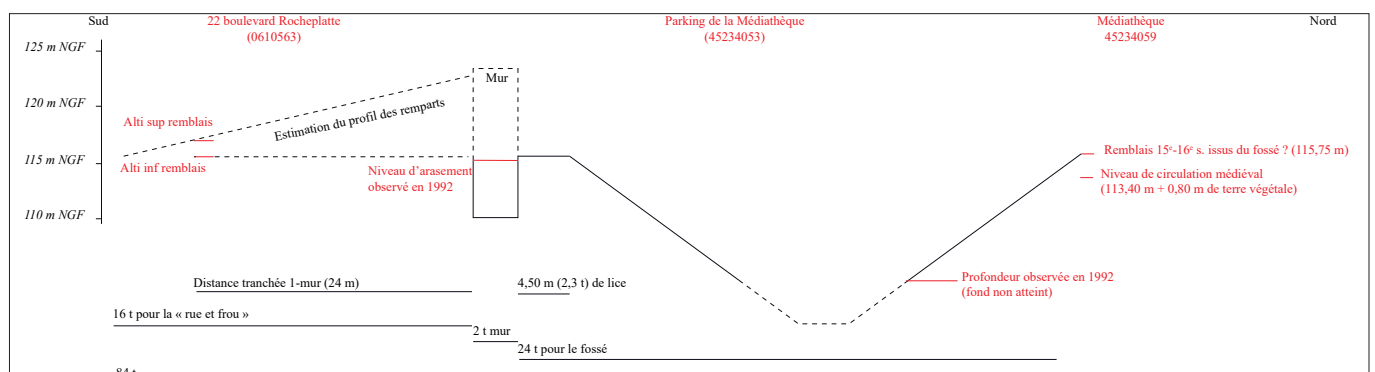 Sud
22 boulevard Rocheplatte
(0610563)
Parking de la Médiathèque
(45234053)
Médiathèque
45234059
Nord
125 m NGF
120 m NGF
115 m NGF
110 m NGF
Mur
Estimation du profil des remparts
Alti sup remblais
Alti inf remblais
Niveau d’arasement
observé en 1992
Remblais 15e-16e s. issus du fossé ? (115,75 m)
Niveau de circulation médiéval
(113,40 m + 0,80 m de terre végétale)
Profondeur observée en 1992
(fond non atteint)
Distance tranchée 1-mur (24 m)
4,50 m (2,3 t) de lice
16 t pour la « rue et frou »
2 t mur
24 t pour le fossé
84 t